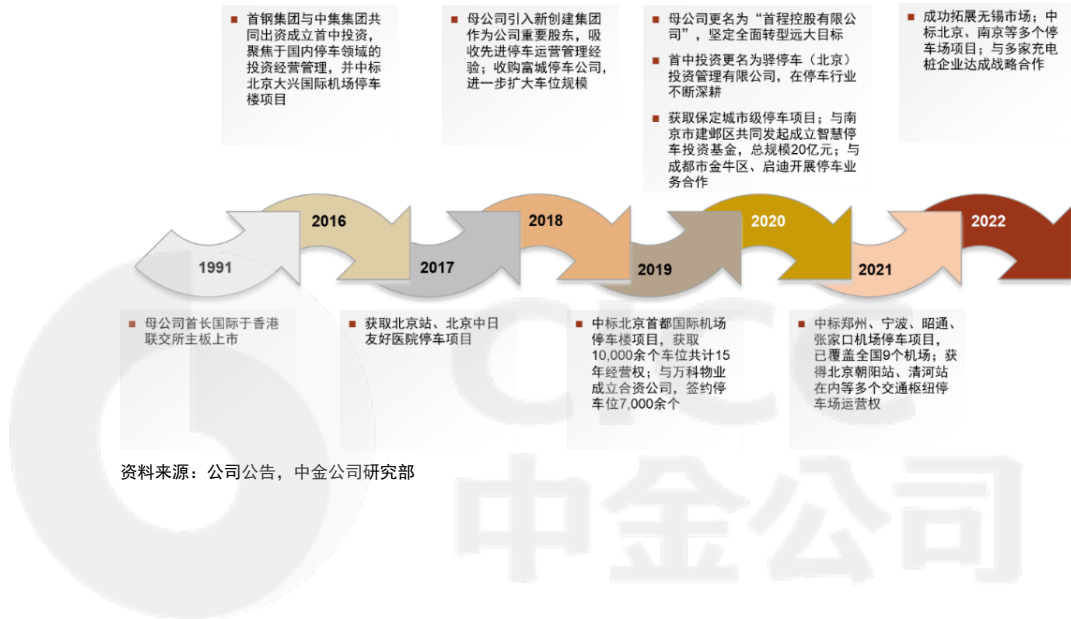 首钢集团与中集集团共
同出资成立首中投资，
聚焦于国内停车领域的
投资经营管理，并中标
北京大兴国际机场停车
楼项目
母公司引入新创建集团
作为公司重要股东，吸
收先进停车运营管理经
验；收购富城停车公司，
进一步扩大车位规模
母公司更名为“首程控股有限公
司”，坚定全面转型远大目标
首中投资更名为驿停车（北京）
投资管理有限公司，在停车行业
不断深耕
获取保定城市级停车项目；与南
京市建邺区共同发起成立智慧停
车投资基金，总规模20亿元；与
成都市金牛区、启迪开展停车业
务合作
成功拓展无锡市场；中
标北京、南京等多个停
车场项目；与多家充电
桩企业达成战略合作
1991
2016
2017
2018
2019
2020
2021
2022
母公司首长国际于香港
联交所主板上市
获取北京站、北京中日
友好医院停车项目
中标北京首都国际机场
停车楼项目，获取
10,000余个车位共计15
年经营权；与万科物业
成立合资公司，签约停
车位7,000余个
中标郑州、宁波、昭通、
张家口机场停车项目，
已覆盖全国9个机场；获
得北京朝阳站、清河站
在内等多个交通枢纽停
车场运营权
资料来源：公司公告，中金公司研究部
CICC
中金公司